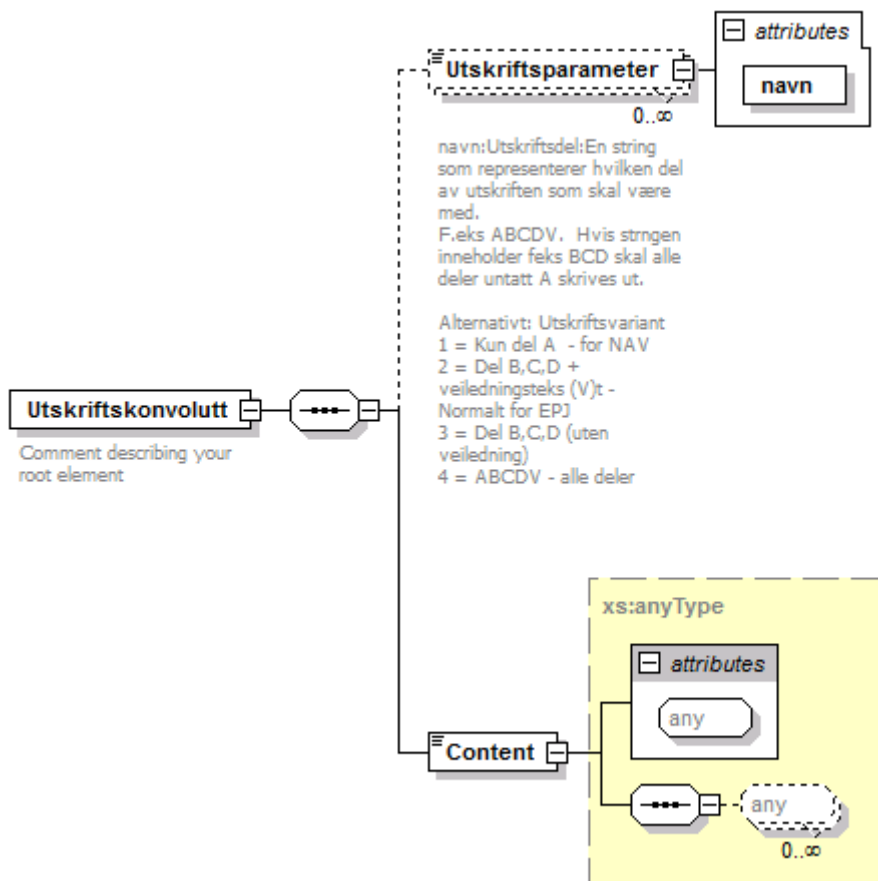 attributes
Utskriftsparameter
navn
0..∞
navn:Utskriftsdel:En string
som representerer hvilken del
av utskriften som skal være
med.
F.eks ABCDV.  Hvis strngen
inneholder feks BCD skal alle
deler untatt A skrives ut.
Alternativt: Utskriftsvariant
1 = Kun del A  - for NAV
2 = Del B,C,D +
veiledningsteks (V)t -
Normalt for EPJ
3 = Del B,C,D (uten
veiledning)
4 = ABCDV - alle deler
Utskriftskonvolutt
Comment describing your
root element
xs:anyType
attributes
any
Content
any
0..∞